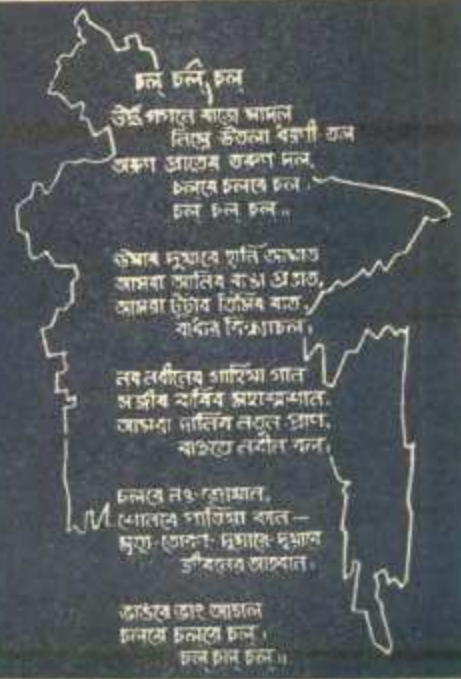 চল্ চল্ চল্
ঊর্দ্ধ গগনে বাজে মাদল
নিম্নে উতলা ধরণী তল
অরুণ প্রাতের তরুণ দল,
চলরে চলরে চল।
চল চল চল॥
ঊষার দুয়ারে হানি আঘাত
আমরা আনিব রাঙা প্রভাত,
আমরা টুটাব তিমির রাত,
বাধার বিন্ধ্যাচল।
নব নবীনের গাহিয়া গান
সজীব করিব মহাশ্মশান,
আমরা দানিব নতুন প্রাণ,
বাহুতে নবীন বল।
চলরে নও-জোয়ান,
শোনরে পাতিয়া কান—
মৃত্যু-তোরণ-দুয়ারে-দুয়ারে
জীবনের আহ্বান।
ভাঙরে ভাঙ আগল
চলরে চলরে চল।
চল চল চল॥